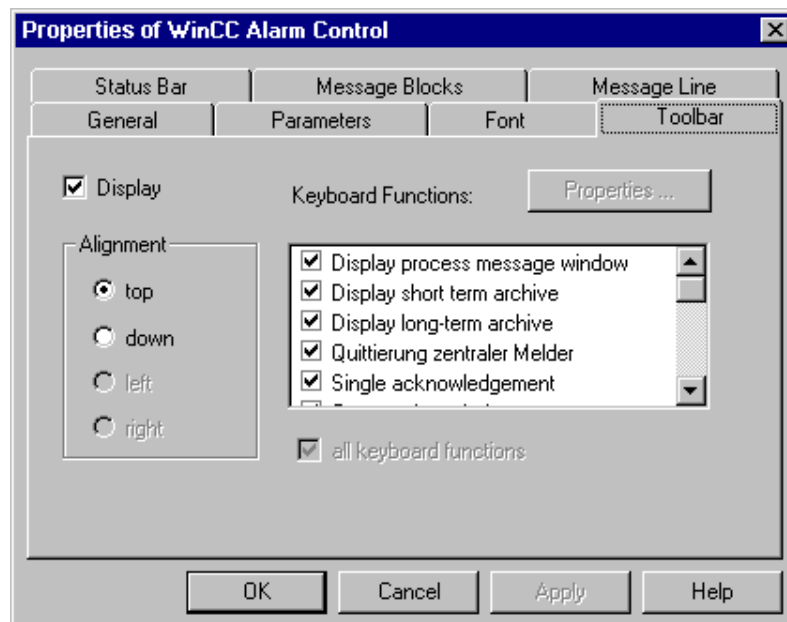 Properties of WinCC Alarm Control
Status Bar Message Blocks Message Line
General Parameters Font Toolbar
Display Keyboard Functions: Properties ...
Alignment
top
down
left
right
Display process message window
Display short term archive
Display long-term archive
Quittierung zentraler Melder
Single acknowledgement
all keyboard functions
OK Cancel Apply Help